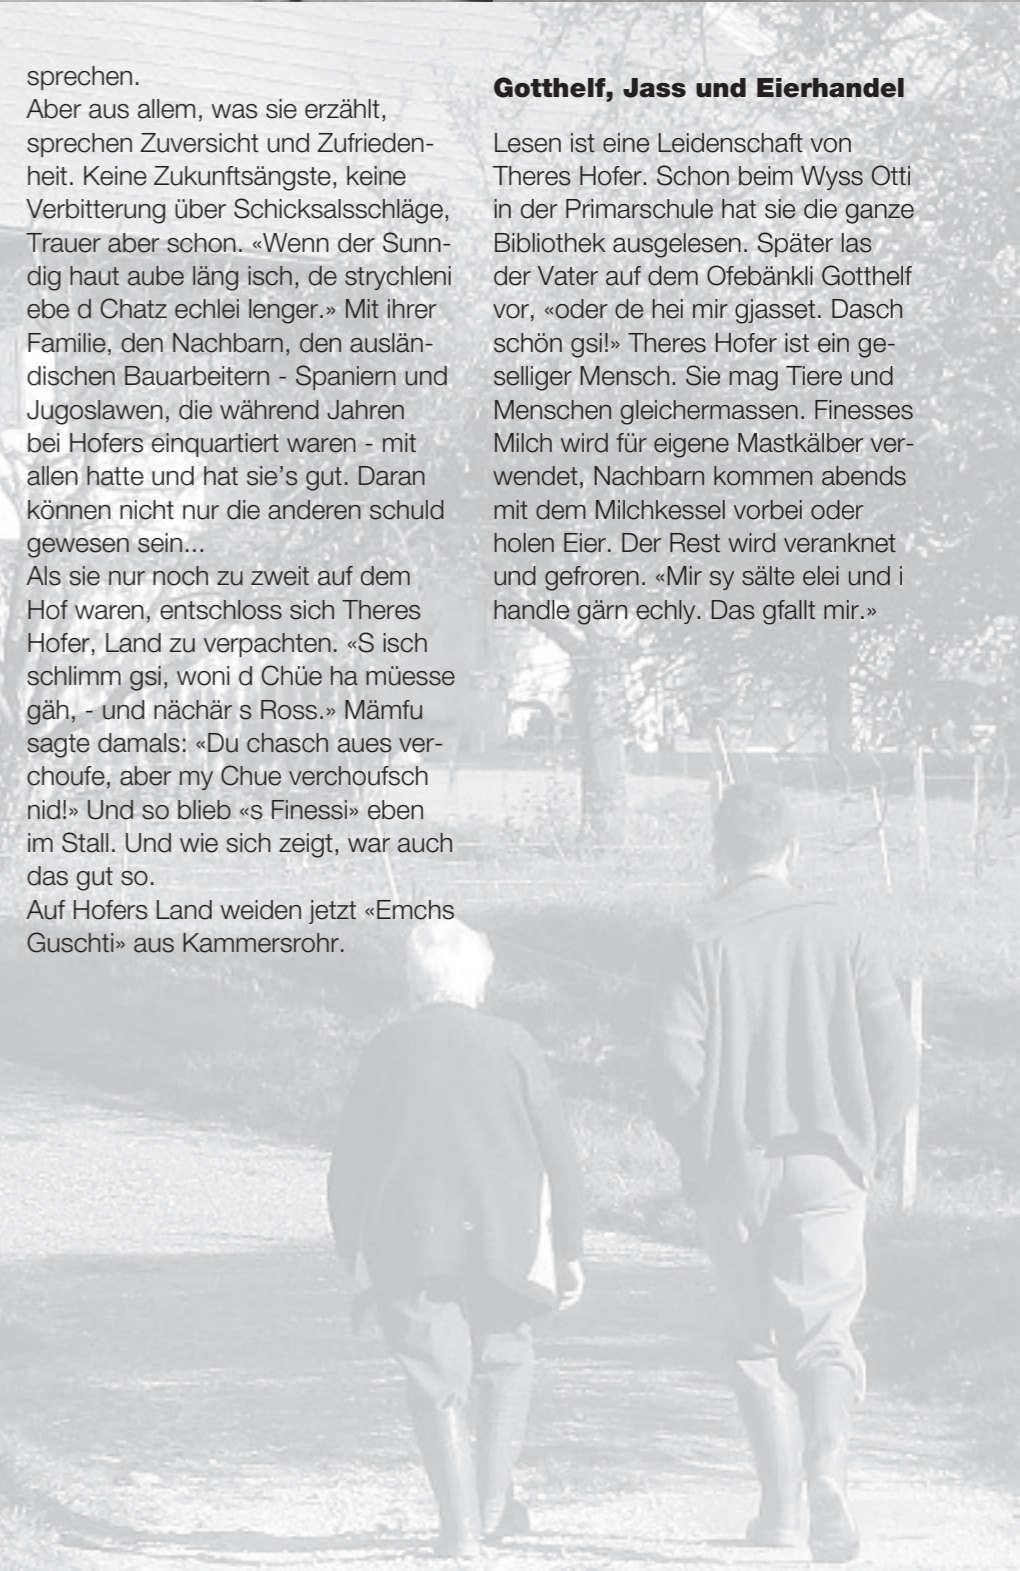 sprechen.
Aber aus allem, was sie erzählt,
sprechen Zuversicht und Zufrieden-
heit. Keine Zukunftsängste, keine
Verbitterung über Schicksalsschläge,
Trauer aber schon. «Wenn der Sunn-
dig haut aube läng isch, de strychleni
ebe d Chatz echlei lenger.» Mit ihrer
Familie, den Nachbarn, den auslän-
dischen Bauarbeitern - Spaniern und
Jugoslawen, die während Jahren
bei Hofers einquartiert waren - mit
allen hatte und hat sie’s gut. Daran
können nicht nur die anderen schuld
gewesen sein...
Als sie nur noch zu zweit auf dem
Hof waren, entschloss sich Theres
Hofer, Land zu verpachten. «S isch
schlimm gsi, woni d Chüe ha müesse
gäh, - und nächär s Ross.» Mämfu
sagte damals: «Du chasch aues ver-
choufe, aber my Chue verchoufsch
nid!» Und so blieb «s Finessi» eben
im Stall. Und wie sich zeigt, war auch
das gut so.
Auf Hofers Land weiden jetzt «Emchs
Guschti» aus Kammersrohr.
Gotthelf, Jass und Eierhandel
Lesen ist eine Leidenschaft von
Theres Hofer. Schon beim Wyss Otti
in der Primarschule hat sie die ganze
Bibliothek ausgelesen. Später las
der Vater auf dem Ofebänkli Gotthelf
vor, «oder de hei mir gjasset. Dasch
schön gsi!» Theres Hofer ist ein ge-
selliger Mensch. Sie mag Tiere und
Menschen gleichermassen. Finesses
Milch wird für eigene Mastkälber ver-
wendet, Nachbarn kommen abends
mit dem Milchkessel vorbei oder
holen Eier. Der Rest wird veranknet
und gefroren. «Mir sy sälte elei und i
handle gärn echly. Das gfallt mir.»